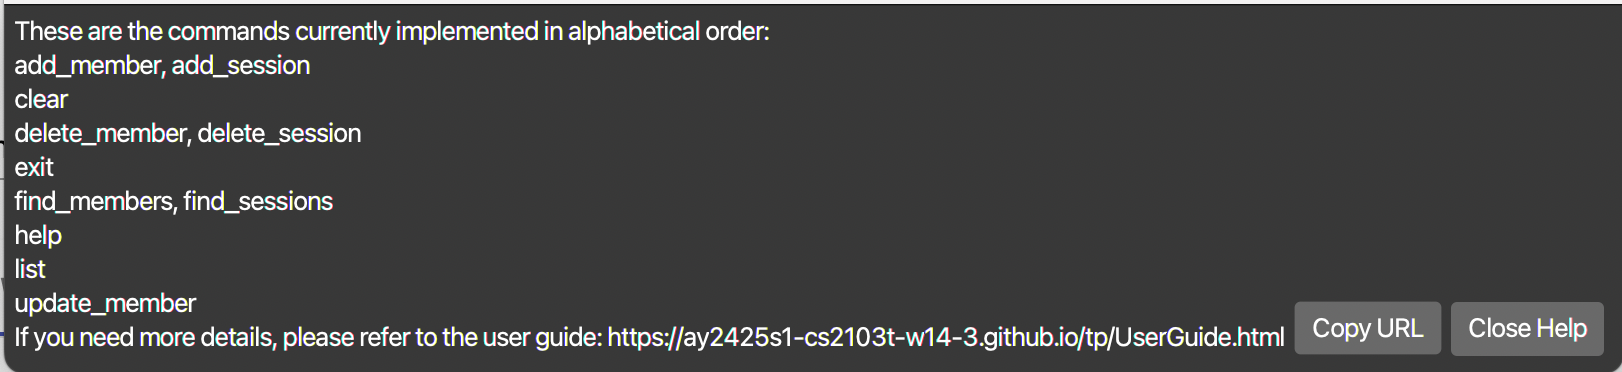 These are the commands currently implemented in alphabetical order:
add_member, add_session
clear
delete_member, delete_session
exit
find_members, find_sessions
help
list
update_member
If you need more details, please refer to the user guide: https://ay2425s1-cs2103t-w14-3.github.io/tp/UserGuide.html Copy URL Close Help